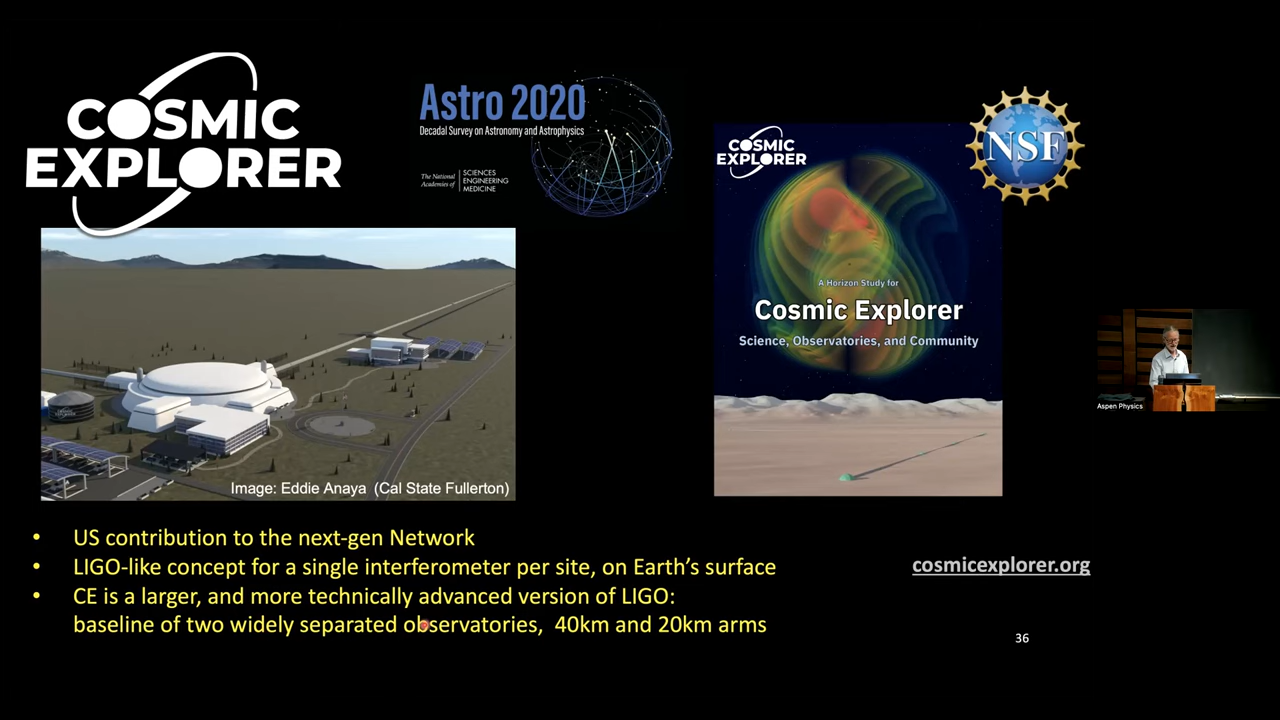 COSMIC
EXPLORER
Astro 2020
Decadal Survey on Astronomy and Astrophysics
The National
Academies of
SCIENCES
ENGINEERING
MEDICINE
COSMIC
EXPLORER
NSF
A Horizon Study for
Cosmic Explorer
Science, Observatories, and Community
COSMIC
EXPLORER
Image: Eddie Anaya (Cal State Fullerton)
Aspen Physics
• US contribution to the next-gen Network
• LIGO-like concept for a single interferometer per site, on Earth's surface
• CE is a larger, and more technically advanced version of LIGO:
baseline of two widely separated observatories, 40km and 20km arms
cosmicexplorer.org
36